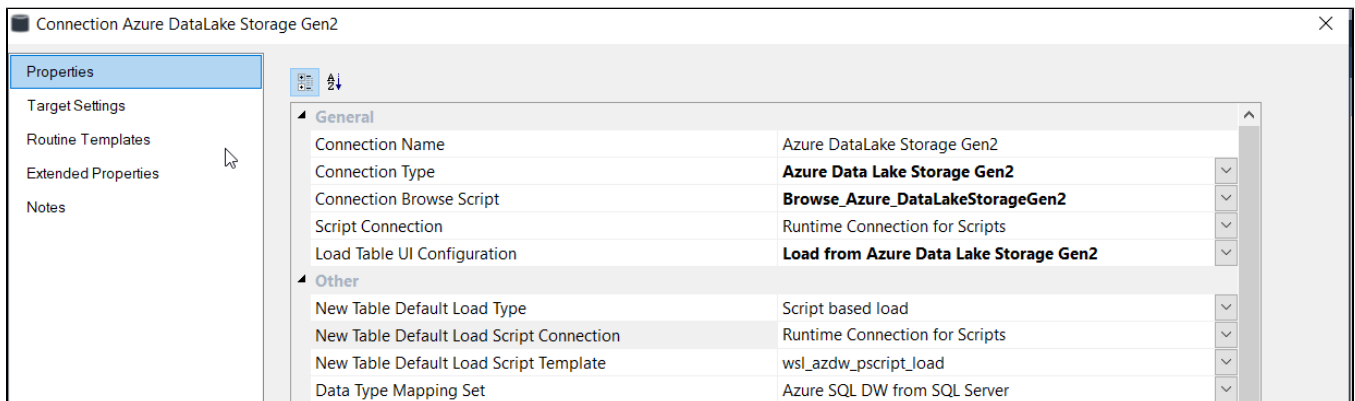 Connection Azure DataLake Storage Gen2
Properties
Target Settings
Routine Templates
Extended Properties
Notes
General
Connection Name Azure DataLake Storage Gen2
Connection Type Azure Data Lake Storage Gen2
Connection Browse Script Browse_Azure_DataLakeStorageGen2
Script Connection Runtime Connection for Scripts
Load Table UI Configuration Load from Azure Data Lake Storage Gen2
Other
New Table Default Load Type Script based load
New Table Default Load Script Connection Runtime Connection for Scripts
New Table Default Load Script Template wsl_azdw_pscript_load
Data Type Mapping Set Azure SQL DW from SQL Server